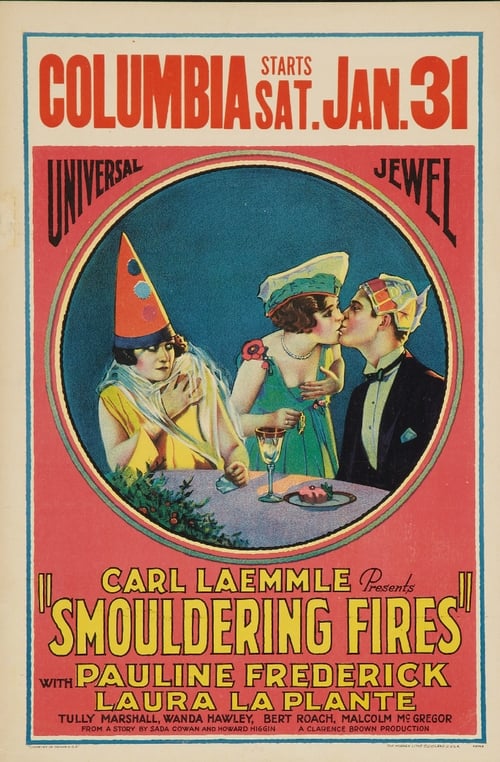 COLUMBIA STARTS SAT. JAN. 31
UNIVERSAL JEWEL
CARL LAEMMLE Presents
"SMOULDERING FIRES"
WITH PAULINE FREDERICK
LAURA LA PLANTE
TULLY MARSHALL, WANDA HAWLEY, BERT ROACH, MALCOLM McGREGOR
FROM A STORY BY SADA COWAN AND HOWARD HIGGIN A CLARENCE BROWN PRODUCTION